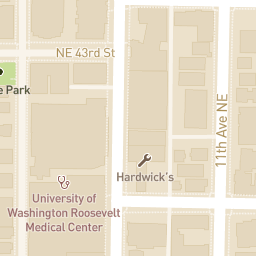 NE 43rd St
e Park
11th Ave NE
Hardwick's
University of
Washington Roosevelt
Medical Center